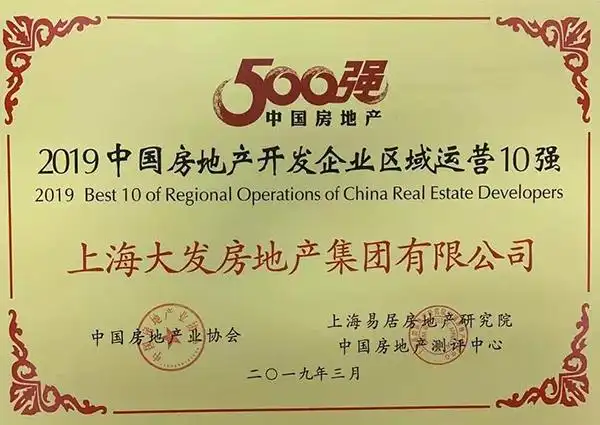 500强
中国房地产
2019中国房地产开发企业区域运营10强
2019 Best 10 of Regional Operations of China Real Estate Developers
上海大发房地产集团有限公司
中国房地产业协会
上海易居房地产研究院
中国房地产测评中心
二〇一九年三月